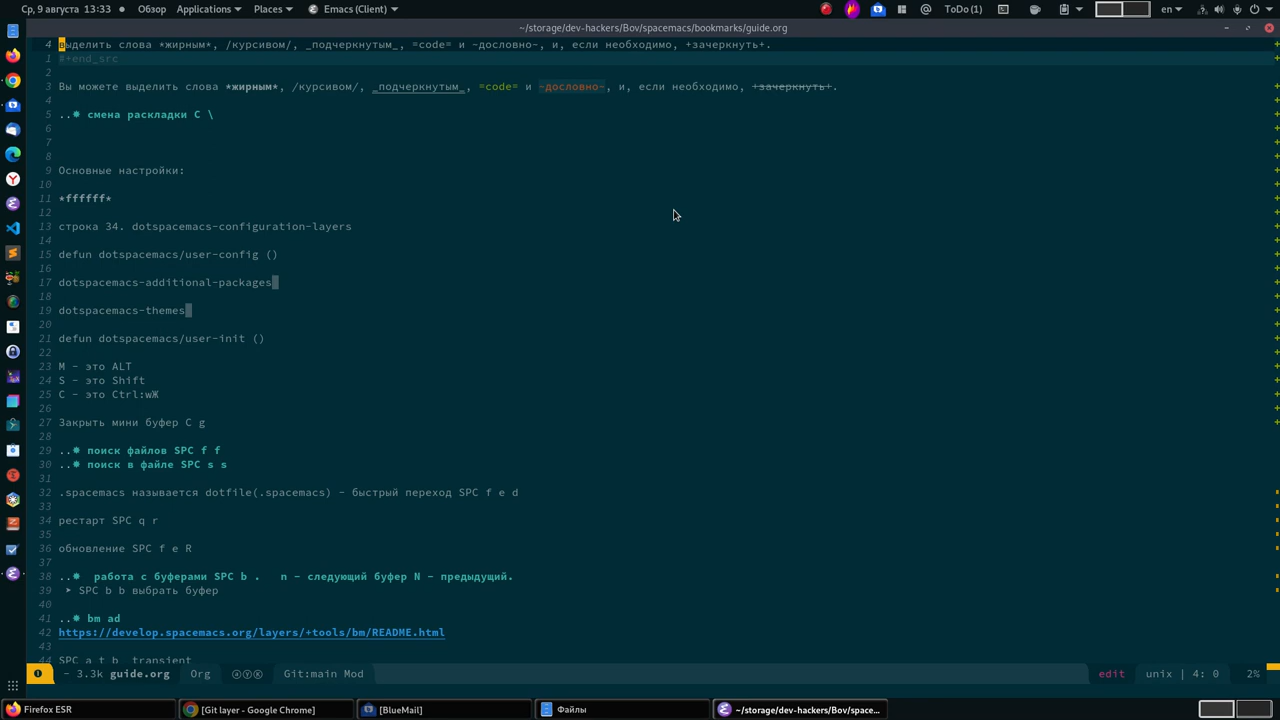 Ср, 9 августа 13:33
Обзор
Applications
Places
Emacs (Client)
ToDo (1)
en
~/storage/dev-hackers/Bov/spacemacs/bookmarks/guide.org
4 выделить слова *жирным*, /курсивом/, _подчеркнутым_, =code= и ~дословно~, и, если необходимо, +зачеркнуть+.
1 #+end_src
2
3 Вы можете выделить слова *жирным*, /курсивом/, _подчеркнутым_, =code= и ~дословно~, и, если необходимо, +зачеркнуть+.
4
5 ..* смена раскладки C \
6
7
8
9 Основные настройки:
10
11 *ffffff*
12
13 строка 34. dotspacemacs-configuration-layers
14
15 defun dotspacemacs/user-config ()
16
17 dotspacemacs-additional-packages
18
19 dotspacemacs-themes
20
21 defun dotspacemacs/user-init ()
22
23 M - это ALT
24 S - это Shift
25 C - это Ctrl:wЖ
26
27 Закрыть мини буфер C g
28
29 ..* поиск файлов SPC f f
30 ..* поиск в файле SPC s s
31
32 .spacemacs называется dotfile(.spacemacs) - быстрый переход SPC f e d
33
34 рестарт SPC q r
35
36 обновление SPC f e R
37
38 ..* работа с буферами SPC b . n - следующий буфер N - предыдущий.
39 ➤ SPC b b выбрать буфер
40
41 ..* bm ad
42 https://develop.spacemacs.org/layers/+tools/bm/README.html
43
44 SPC a t b transient
- 3.3k guide.org Org ⓐⓎⓀ Git:main Mod edit unix | 4: 0 2%
Firefox ESR
[Git layer - Google Chrome]
[BlueMail]
Файлы
~/storage/dev-hackers/Bov/space...